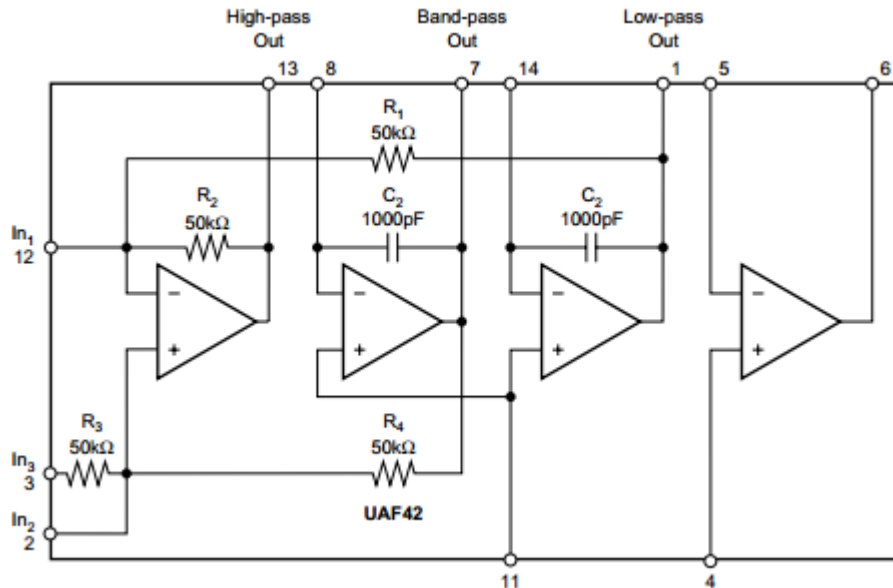 High-pass
Out
Band-pass
Out
Low-pass
Out
13
8
7
14
1
5
6
R1
50kΩ
R2
50kΩ
C2
1000pF
C2
1000pF
In1
12
−
+
−
+
−
+
−
+
R3
50kΩ
R4
50kΩ
In3
3
In2
2
UAF42
11
4